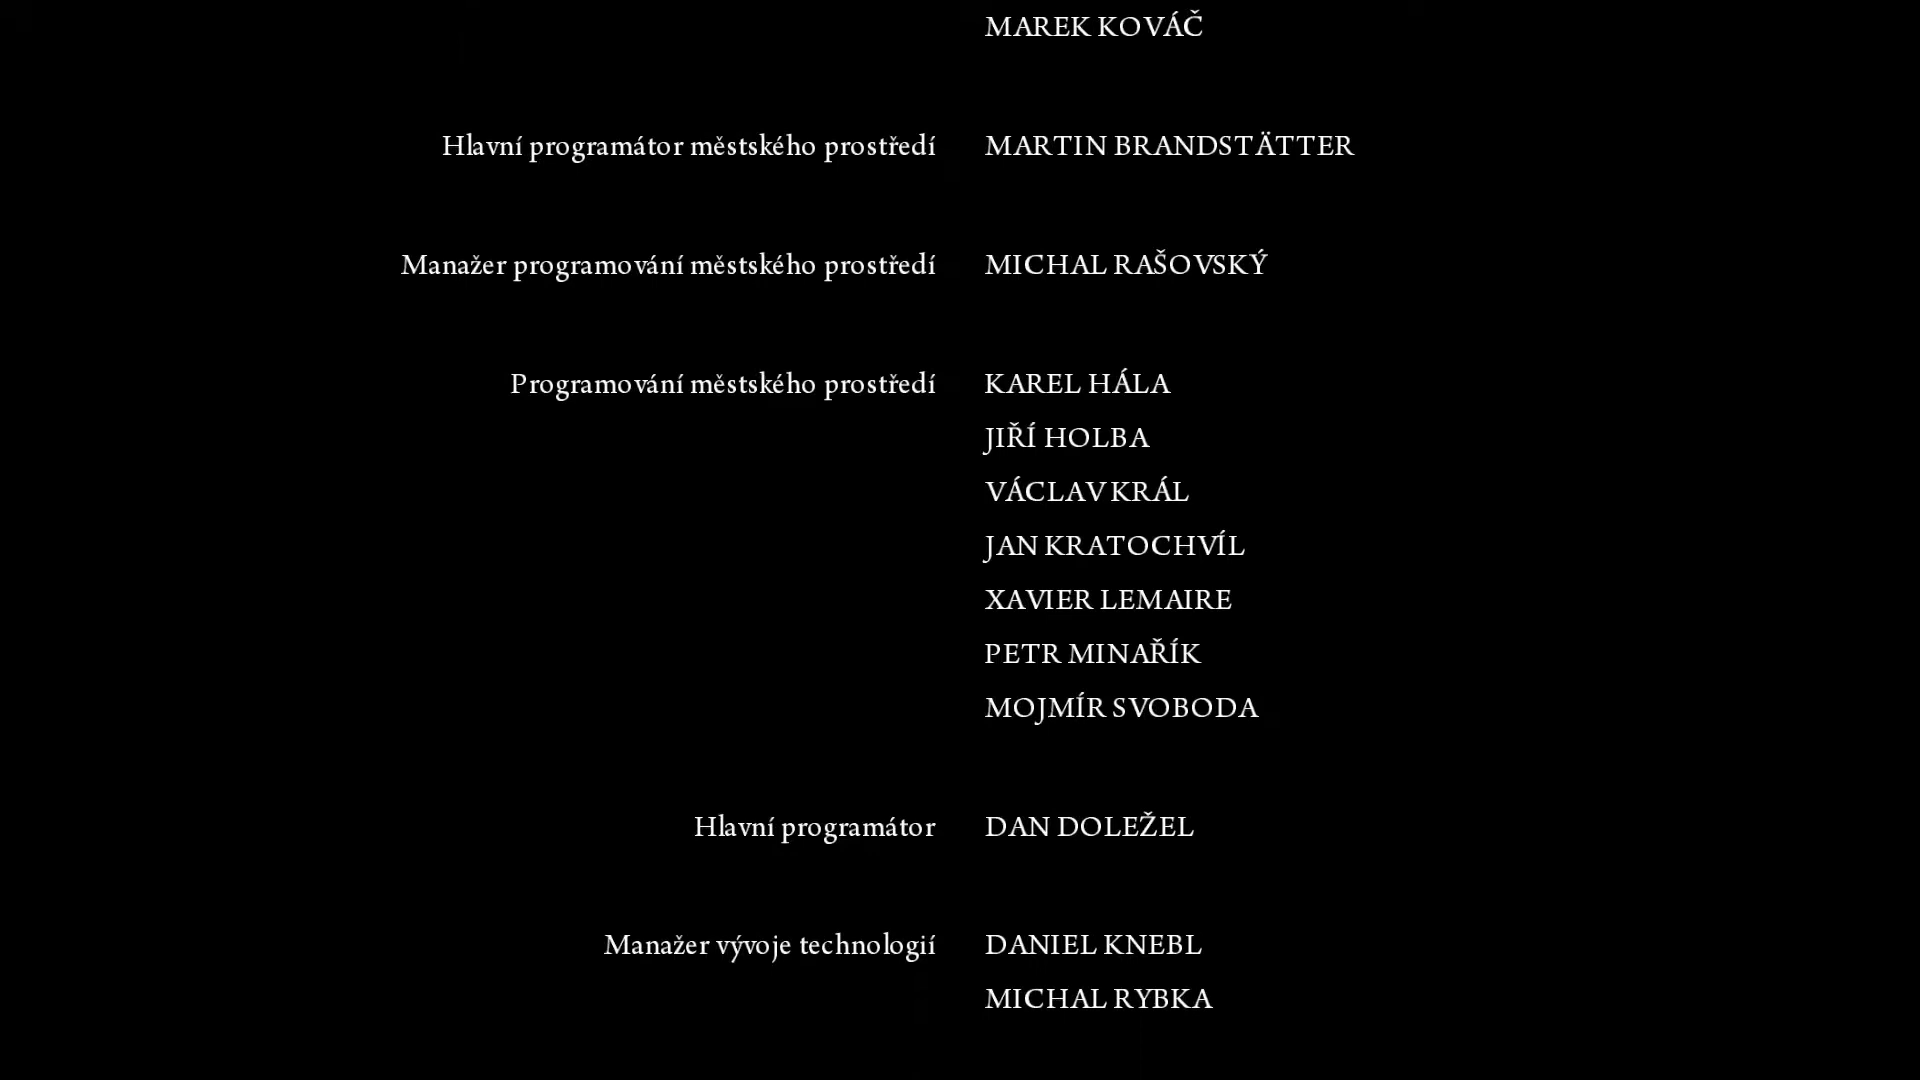 MAREK KOVÁČ
Hlavní programátor městského prostředí MARTIN BRANDSTÄTTER
Manažer programování městského prostředí MICHAL RAŠOVSKÝ
Programování městského prostředí KAREL HÁLA
JIŘÍ HOLBA
VÁCLAV KRÁL
JAN KRATOCHVÍL
XAVIER LEMAIRE
PETR MINAŘÍK
MOJMÍR SVOBODA
Hlavní programátor DAN DOLEŽEL
Manažer vývoje technologií DANIEL KNEBL
MICHAL RYBKA